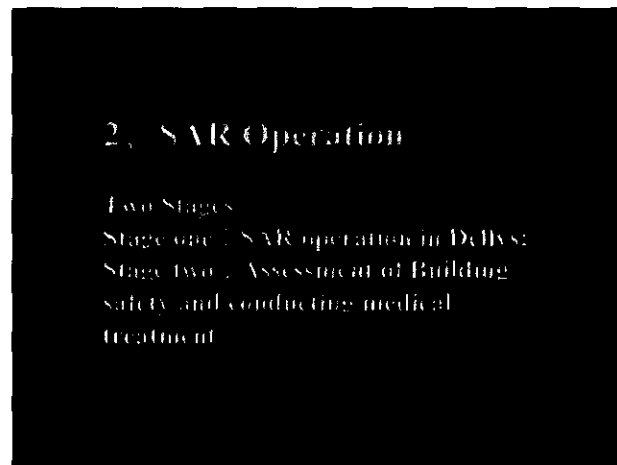 2、SAR Operation
Two Stages
Stage one : SAR operation in Dellys;
Stage two : Assessment of Building
safety and conducting medical
treatment